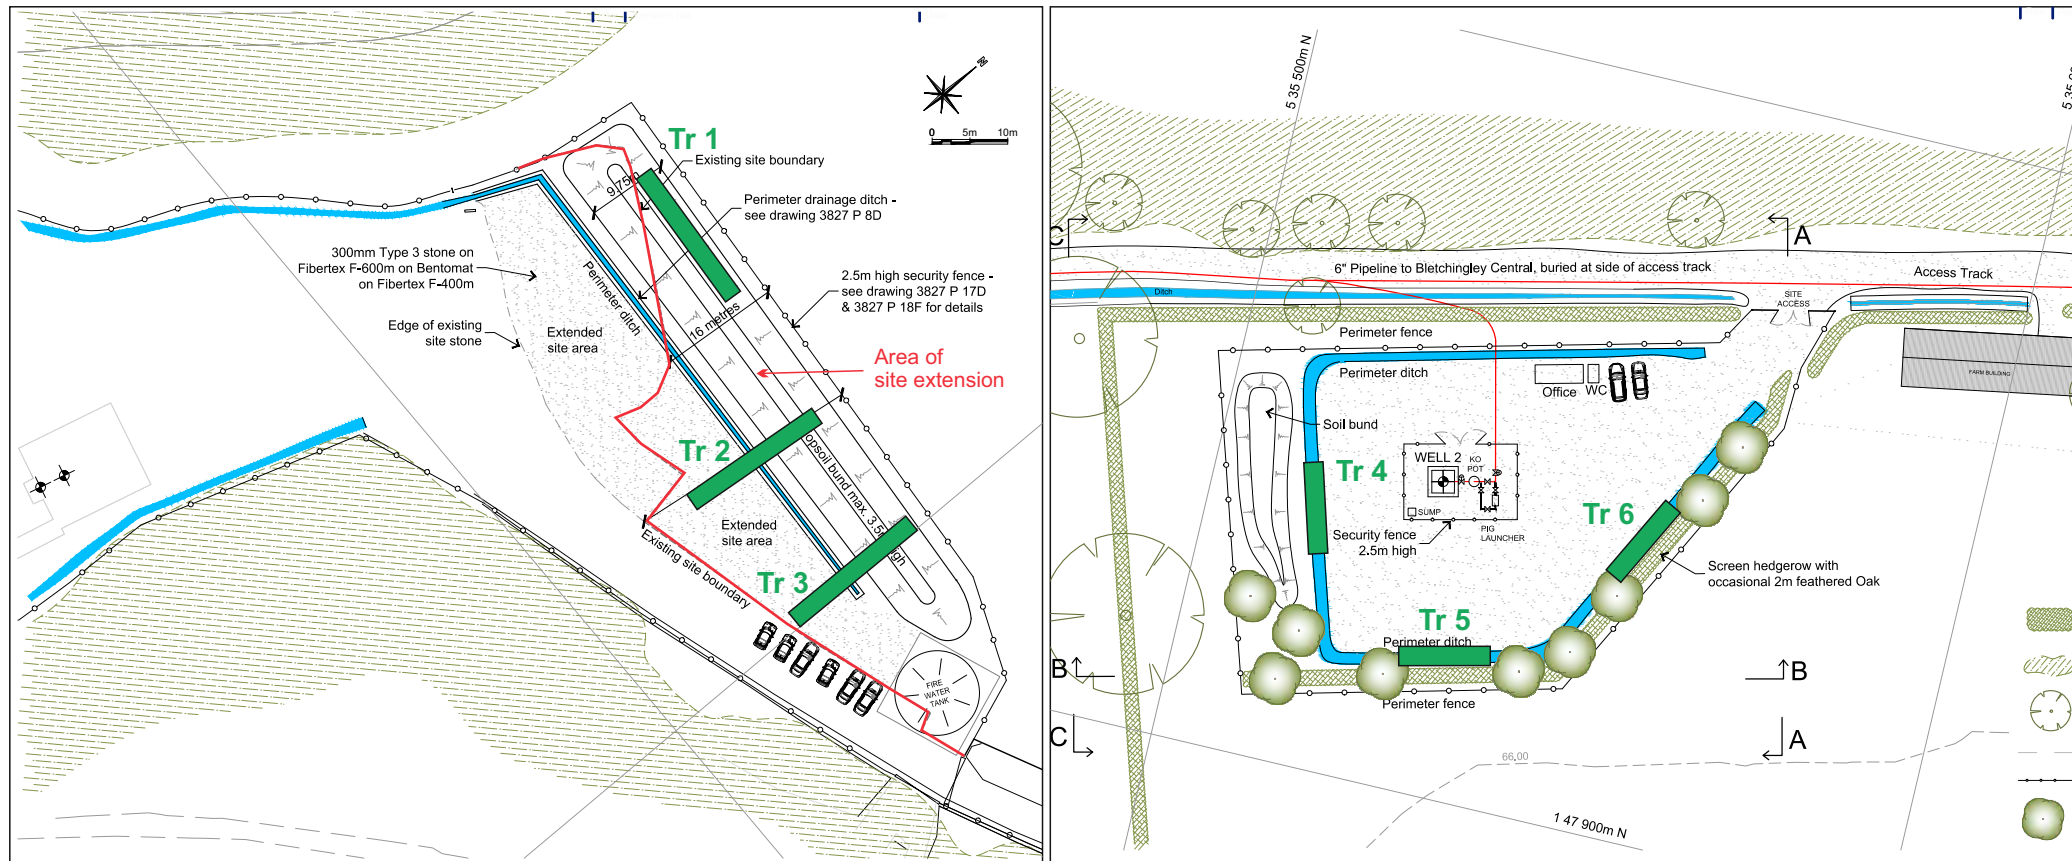 N
0 5m 10m
Tr 1
Existing site boundary
9.75m
Perimeter drainage ditch -
see drawing 3827 P 8D
300mm Type 3 stone on
Fibertex F-600m on Bentomat
on Fibertex F-400m
Perimeter ditch
2.5m high security fence -
see drawing 3827 P 17D
& 3827 P 18F for details
16 metres
Edge of existing
site stone
Extended
site area
Area of
site extension
Tr 2
opsoil bund max. 3.5 high
Extended
site area
Existing site boundary
Tr 3
FIRE
WATER
TANK
5 35 500m N
C
A
6" Pipeline to Bletchingley Central, buried at side of access track
Access Track
Ditch
SITE
ACCESS
Perimeter fence
Perimeter ditch
FARM BUILDING
Office WC
Soil bund
WELL 2
KO
POT
Tr 4
SUMP
PIG
LAUNCHER
Security fence
2.5m high
Tr 6
Screen hedgerow with
occasional 2m feathered Oak
Tr 5
Perimeter ditch
B
B
Perimeter fence
C
A
66.00
1 47 900m N